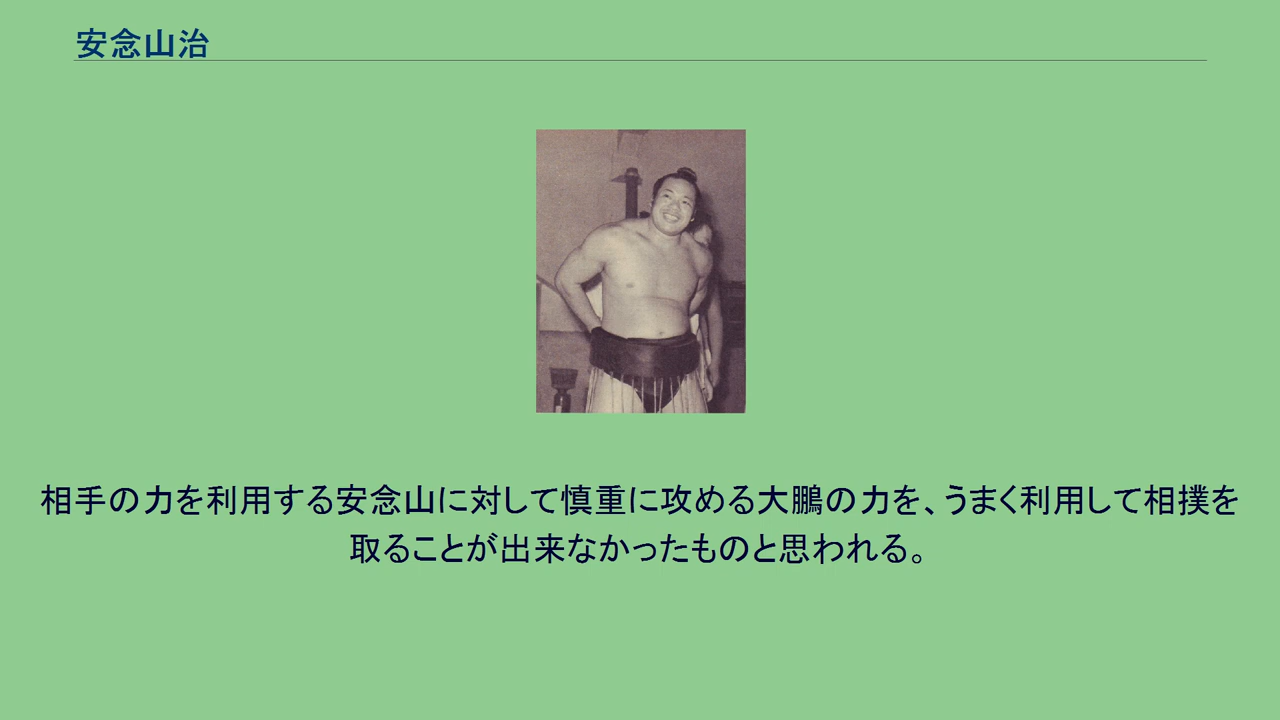 安念山治
相手の力を利用する安念山に対して慎重に攻める大鵬の力を、うまく利用して相撲を
取ることが出来なかったものと思われる。